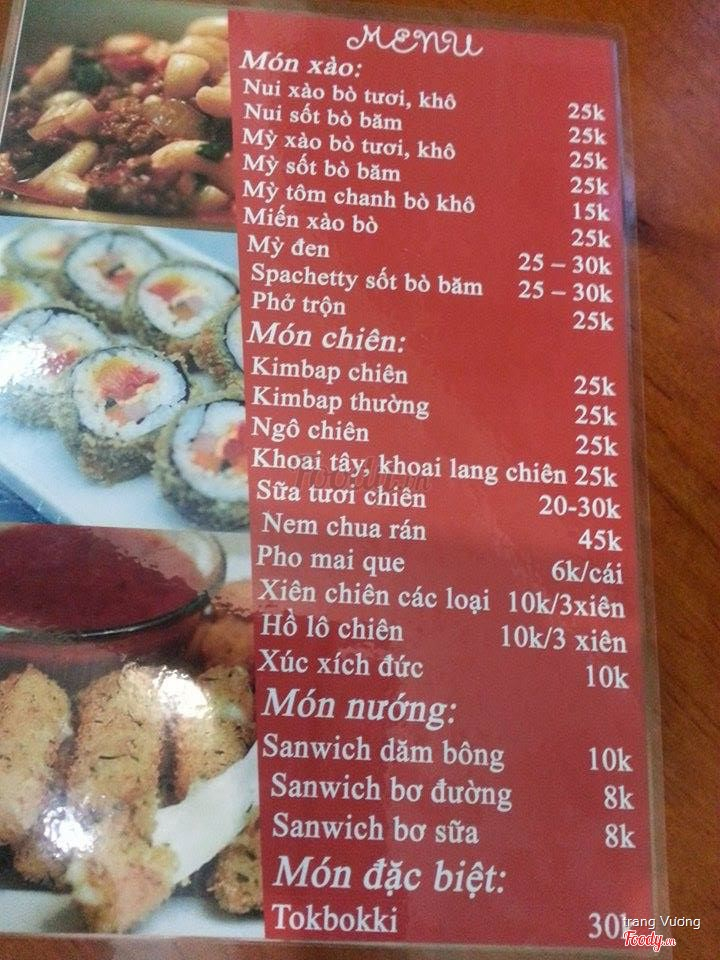 MENU
Món xào:
Nui xào bò tươi, khô 25k
Nui sốt bò băm 25k
Mỳ xào bò tươi, khô 25k
Mỳ sốt bò băm 25k
Mỳ tôm chanh bò khô 15k
Miến xào bò 25k
Mỳ đen 25 – 30k
Spachetty sốt bò băm 25 – 30k
Phở trộn 25k
Món chiên:
Kimbap chiên 25k
Kimbap thường 25k
Ngô chiên 25k
Khoai tây, khoai lang chiên 25k
Sữa tươi chiên 20-30k
Nem chua rán 45k
Pho mai que 6k/cái
Xiên chiên các loại 10k/3xiên
Hồ lô chiên 10k/3 xiên
Xúc xích đức 10k
Món nướng:
Sanwich dăm bông 10k
Sanwich bơ đường 8k
Sanwich bơ sữa 8k
Món đặc biệt:
Tokbokki 30k
trang Vương
Foody.vn